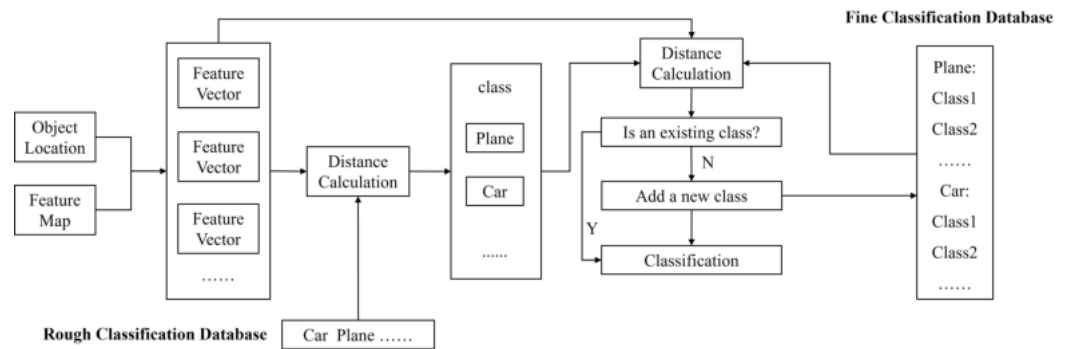 Fine Classification Database
Object
Location
Feature
Map
Feature
Vector
Feature
Vector
Feature
Vector
......
Distance
Calculation
Rough Classification Database
Car Plane ......
class
Plane
Car
......
Distance
Calculation
Is an existing class?
N
Add a new class
Y
Classification
Plane:
Class1
Class2
......
Car:
Class1
Class2
......